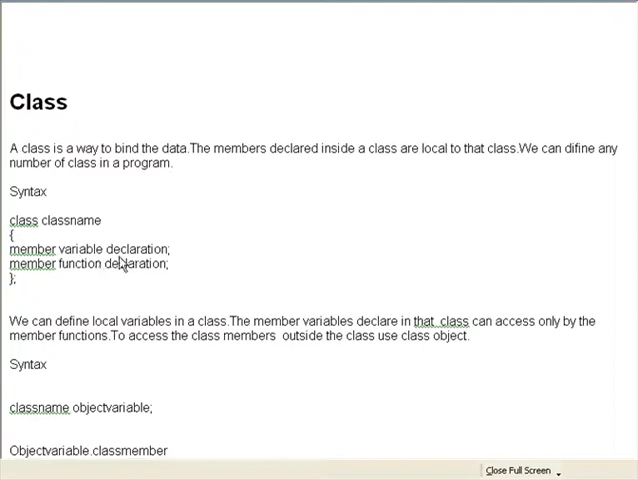 Class
A class is a way to bind the data.The members declared inside a class are local to that class.We can difine any
number of class in a program.
Syntax
class classname
{
member variable declaration;
member function declaration;
};
We can define local variables in a class.The member variables declare in that  class can access only by the
member functions.To access the class members  outside the class use class object.
Syntax
classname objectvariable;
Objectvariable.classmember
Close Full Screen